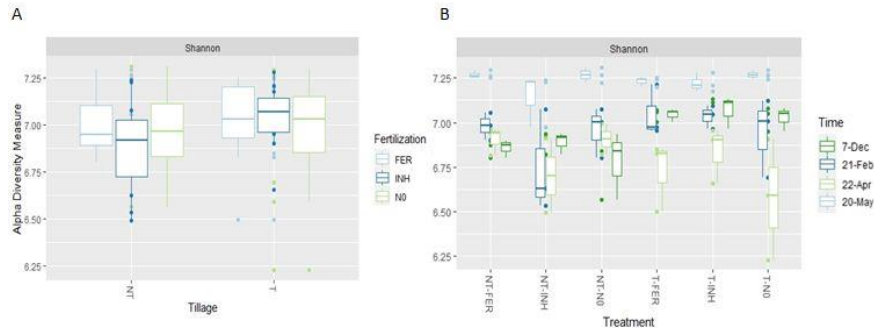 A
Shannon
Alpha Diversity Measure
7.25
7.00
6.75
6.50
6.25
NT
T
Tillage
Fertilization
FER
INH
N0
B
Shannon
7.25
7.00
6.75
6.50
6.25
NT-FER
NT-INH
NT-N0
T-FER
T-INH
T-N0
Treatment
Time
7-Dec
21-Feb
22-Apr
20-May